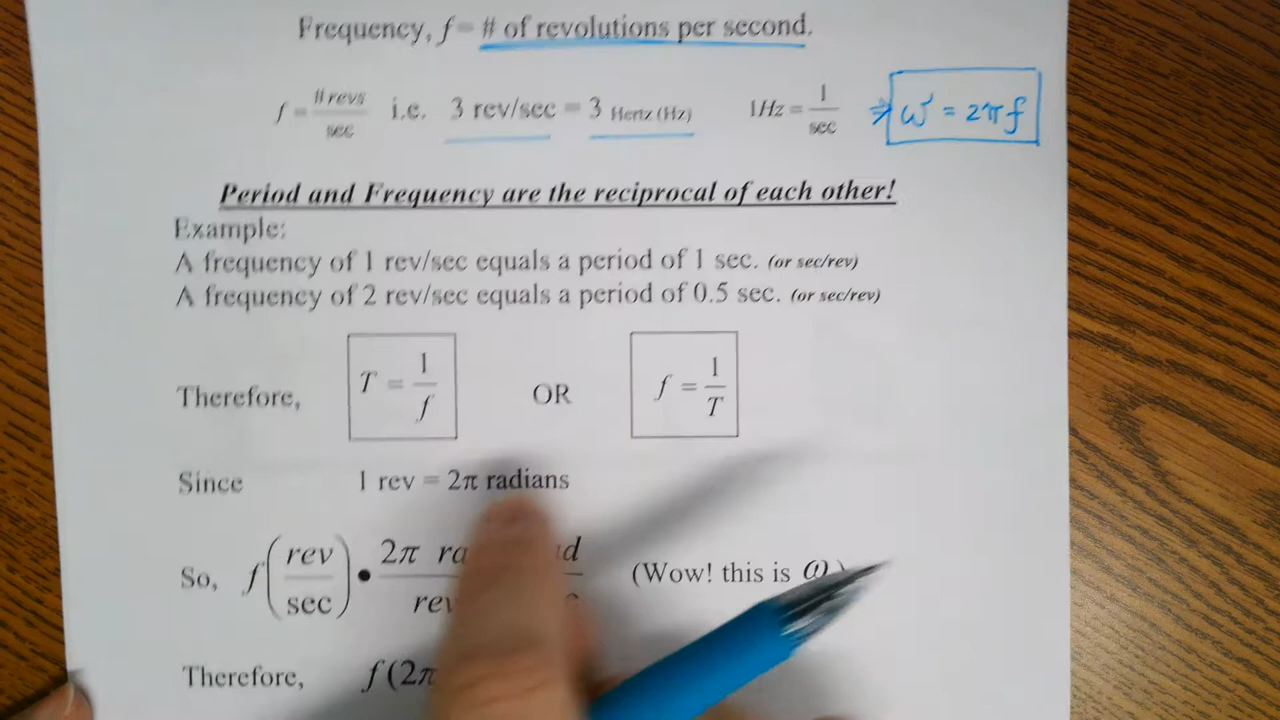 Frequency, f = # of revolutions per second.
f = # revs / sec i.e. 3 rev/sec = 3 Hertz (Hz) 1Hz = 1 / sec ⇒ ω = 2πf
Period and Frequency are the reciprocal of each other!
Example:
A frequency of 1 rev/sec equals a period of 1 sec. (or sec/rev)
A frequency of 2 rev/sec equals a period of 0.5 sec. (or sec/rev)
Therefore, T = 1 / f OR f = 1 / T
Since 1 rev = 2π radians
So, f(rev / sec) • 2π / rev (Wow! this is ω)
Therefore, f(2π